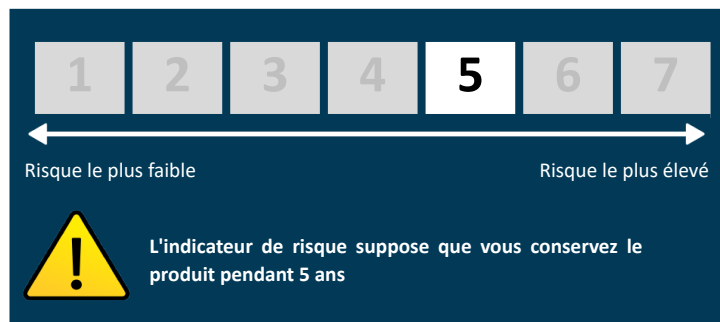 1 2 3 4 5 6 7
Risque le plus faible Risque le plus élevé
!
L'indicateur de risque suppose que vous conservez le
produit pendant 5 ans